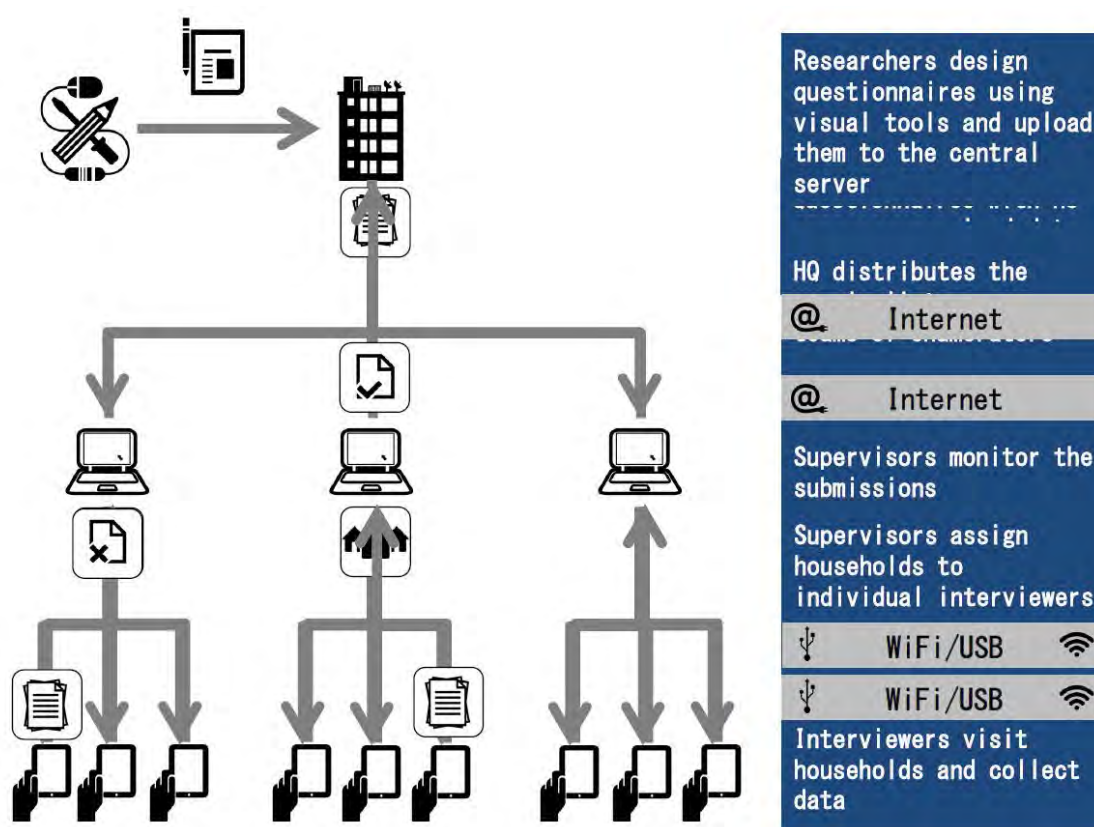 Researchers design
questionnaires using
visual tools and upload
them to the central
server
HQ distributes the
@ Internet
@ Internet
Supervisors monitor the
submissions
Supervisors assign
households to
individual interviewers
WiFi/USB
WiFi/USB
Interviewers visit
households and collect
data